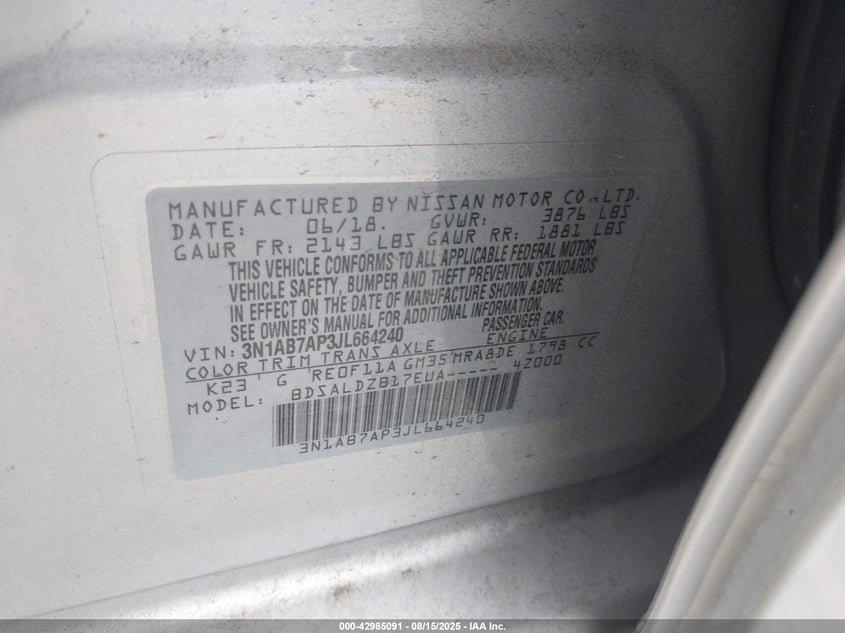 MANUFACTURED BY NISSAN MOTOR CO.,LTD.
DATE: 06/18. GVWR: 3876 LBS
GAWR FR: 2143 LBS GAWR RR: 1881 LBS
THIS VEHICLE CONFORMS TO ALL APPLICABLE FEDERAL MOTOR
VEHICLE SAFETY, BUMPER AND THEFT PREVENTION STANDARDS
IN EFFECT ON THE DATE OF MANUFACTURE SHOWN ABOVE.
SEE OWNER'S MANUAL FOR ADDITIONAL INFORMATION.
VIN: 3N1AB7AP3JL664240 PASSENGER CAR.
COLOR TRIM TRANS AXLE ENGINE
K23 G RE0F11A GM35 MRA8DE 1798 CC
MODEL: BDSALDZB17EUA----- 42000
3N1AB7AP3JL664240
000-42985091 - 08/15/2025 - IAA Inc.